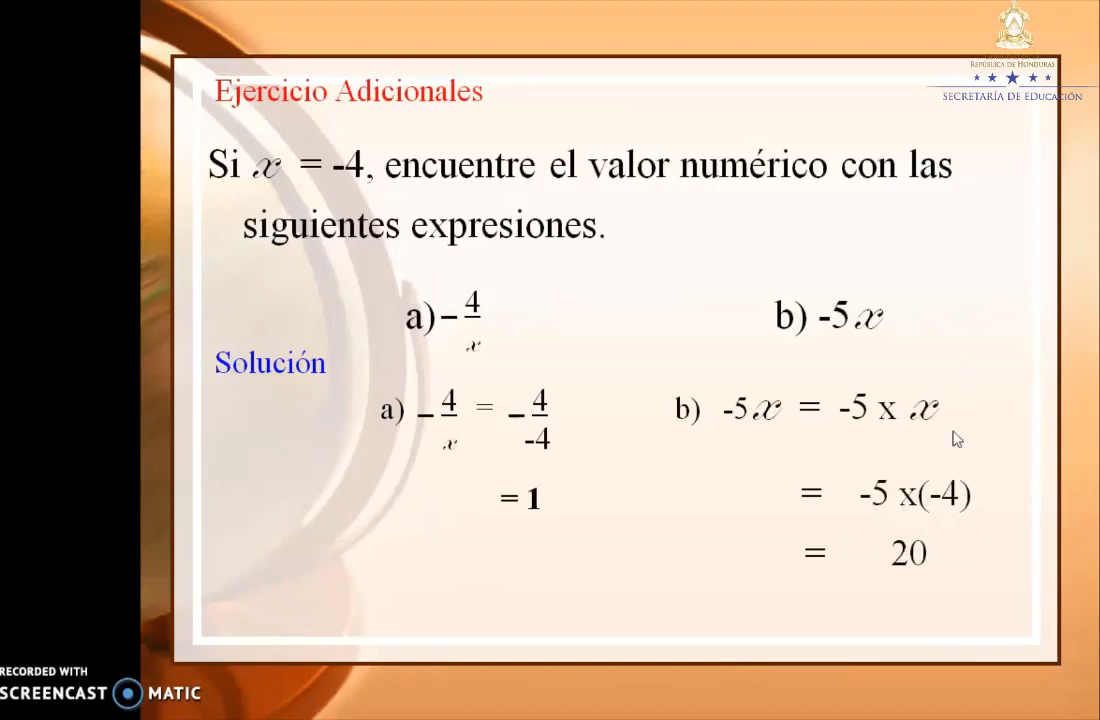 REPÚBLICA DE HONDURAS
SECRETARÍA DE EDUCACIÓN
Ejercicio Adicionales
Si x = -4, encuentre el valor numérico con las
siguientes expresiones.
a) - 4/x
b) -5x
Solución
a) - 4/x = - 4/-4
= 1
b) -5x = -5 x x
= -5 x(-4)
= 20
RECORDED WITH
SCREENCAST MATIC